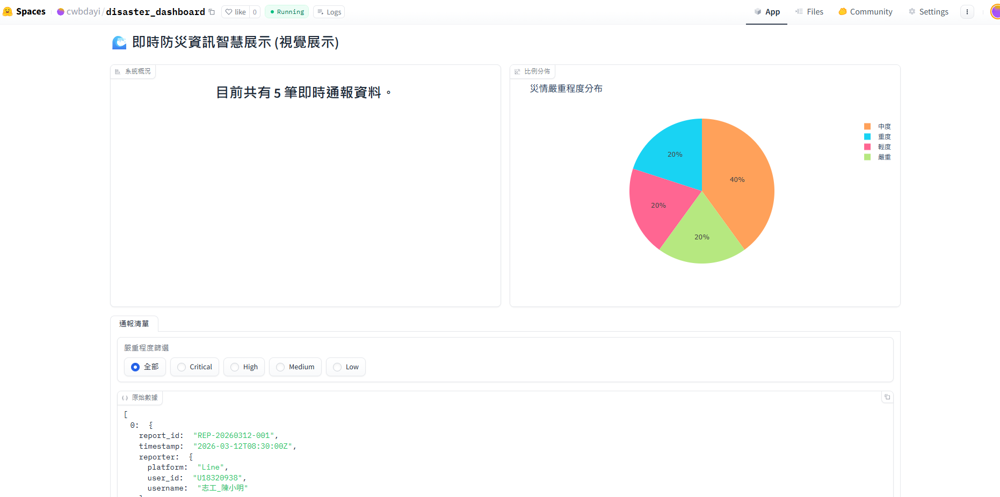 Spaces cwbdayi/disaster_dashboard like 0 Running Logs App Files Community Settings
即時防災資訊智慧展示 (視覺展示)
系統概況
目前共有 5 筆即時通報資料。
比例分佈
災情嚴重程度分布
中度
重度
輕度
嚴重
20%
40%
20%
20%
通報清單
嚴重程度篩選
全部 Critical High Medium Low
原始數據
[
0: {
report_id: "REP-20260312-001",
timestamp: "2026-03-12T08:30:00Z",
reporter: {
platform: "Line",
user_id: "U18320938",
username: "志工_陳小明"